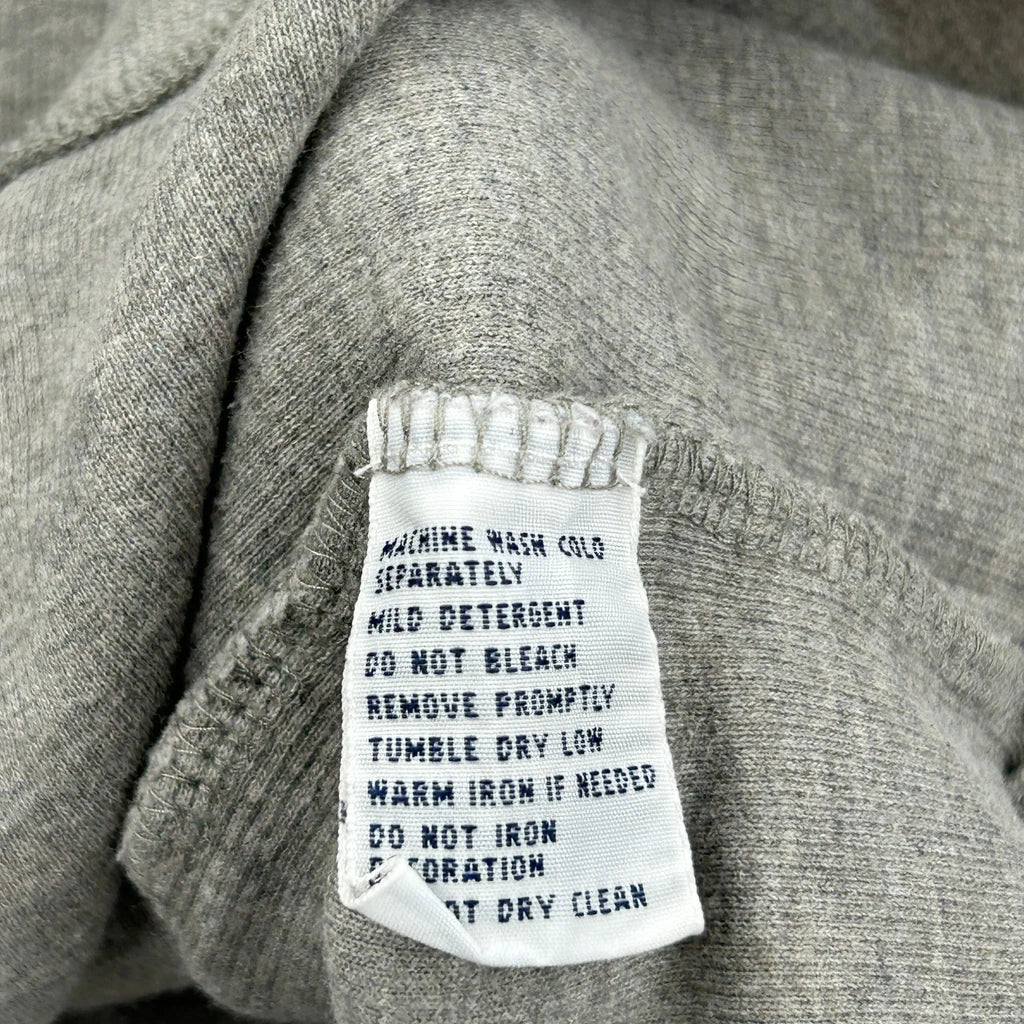 MACHINE WASH COLD
SEPARATELY
MILD DETERGENT
DO NOT BLEACH
REMOVE PROMPTLY
TUMBLE DRY LOW
WARM IRON IF NEEDED
DO NOT IRON
DRY CLEAN